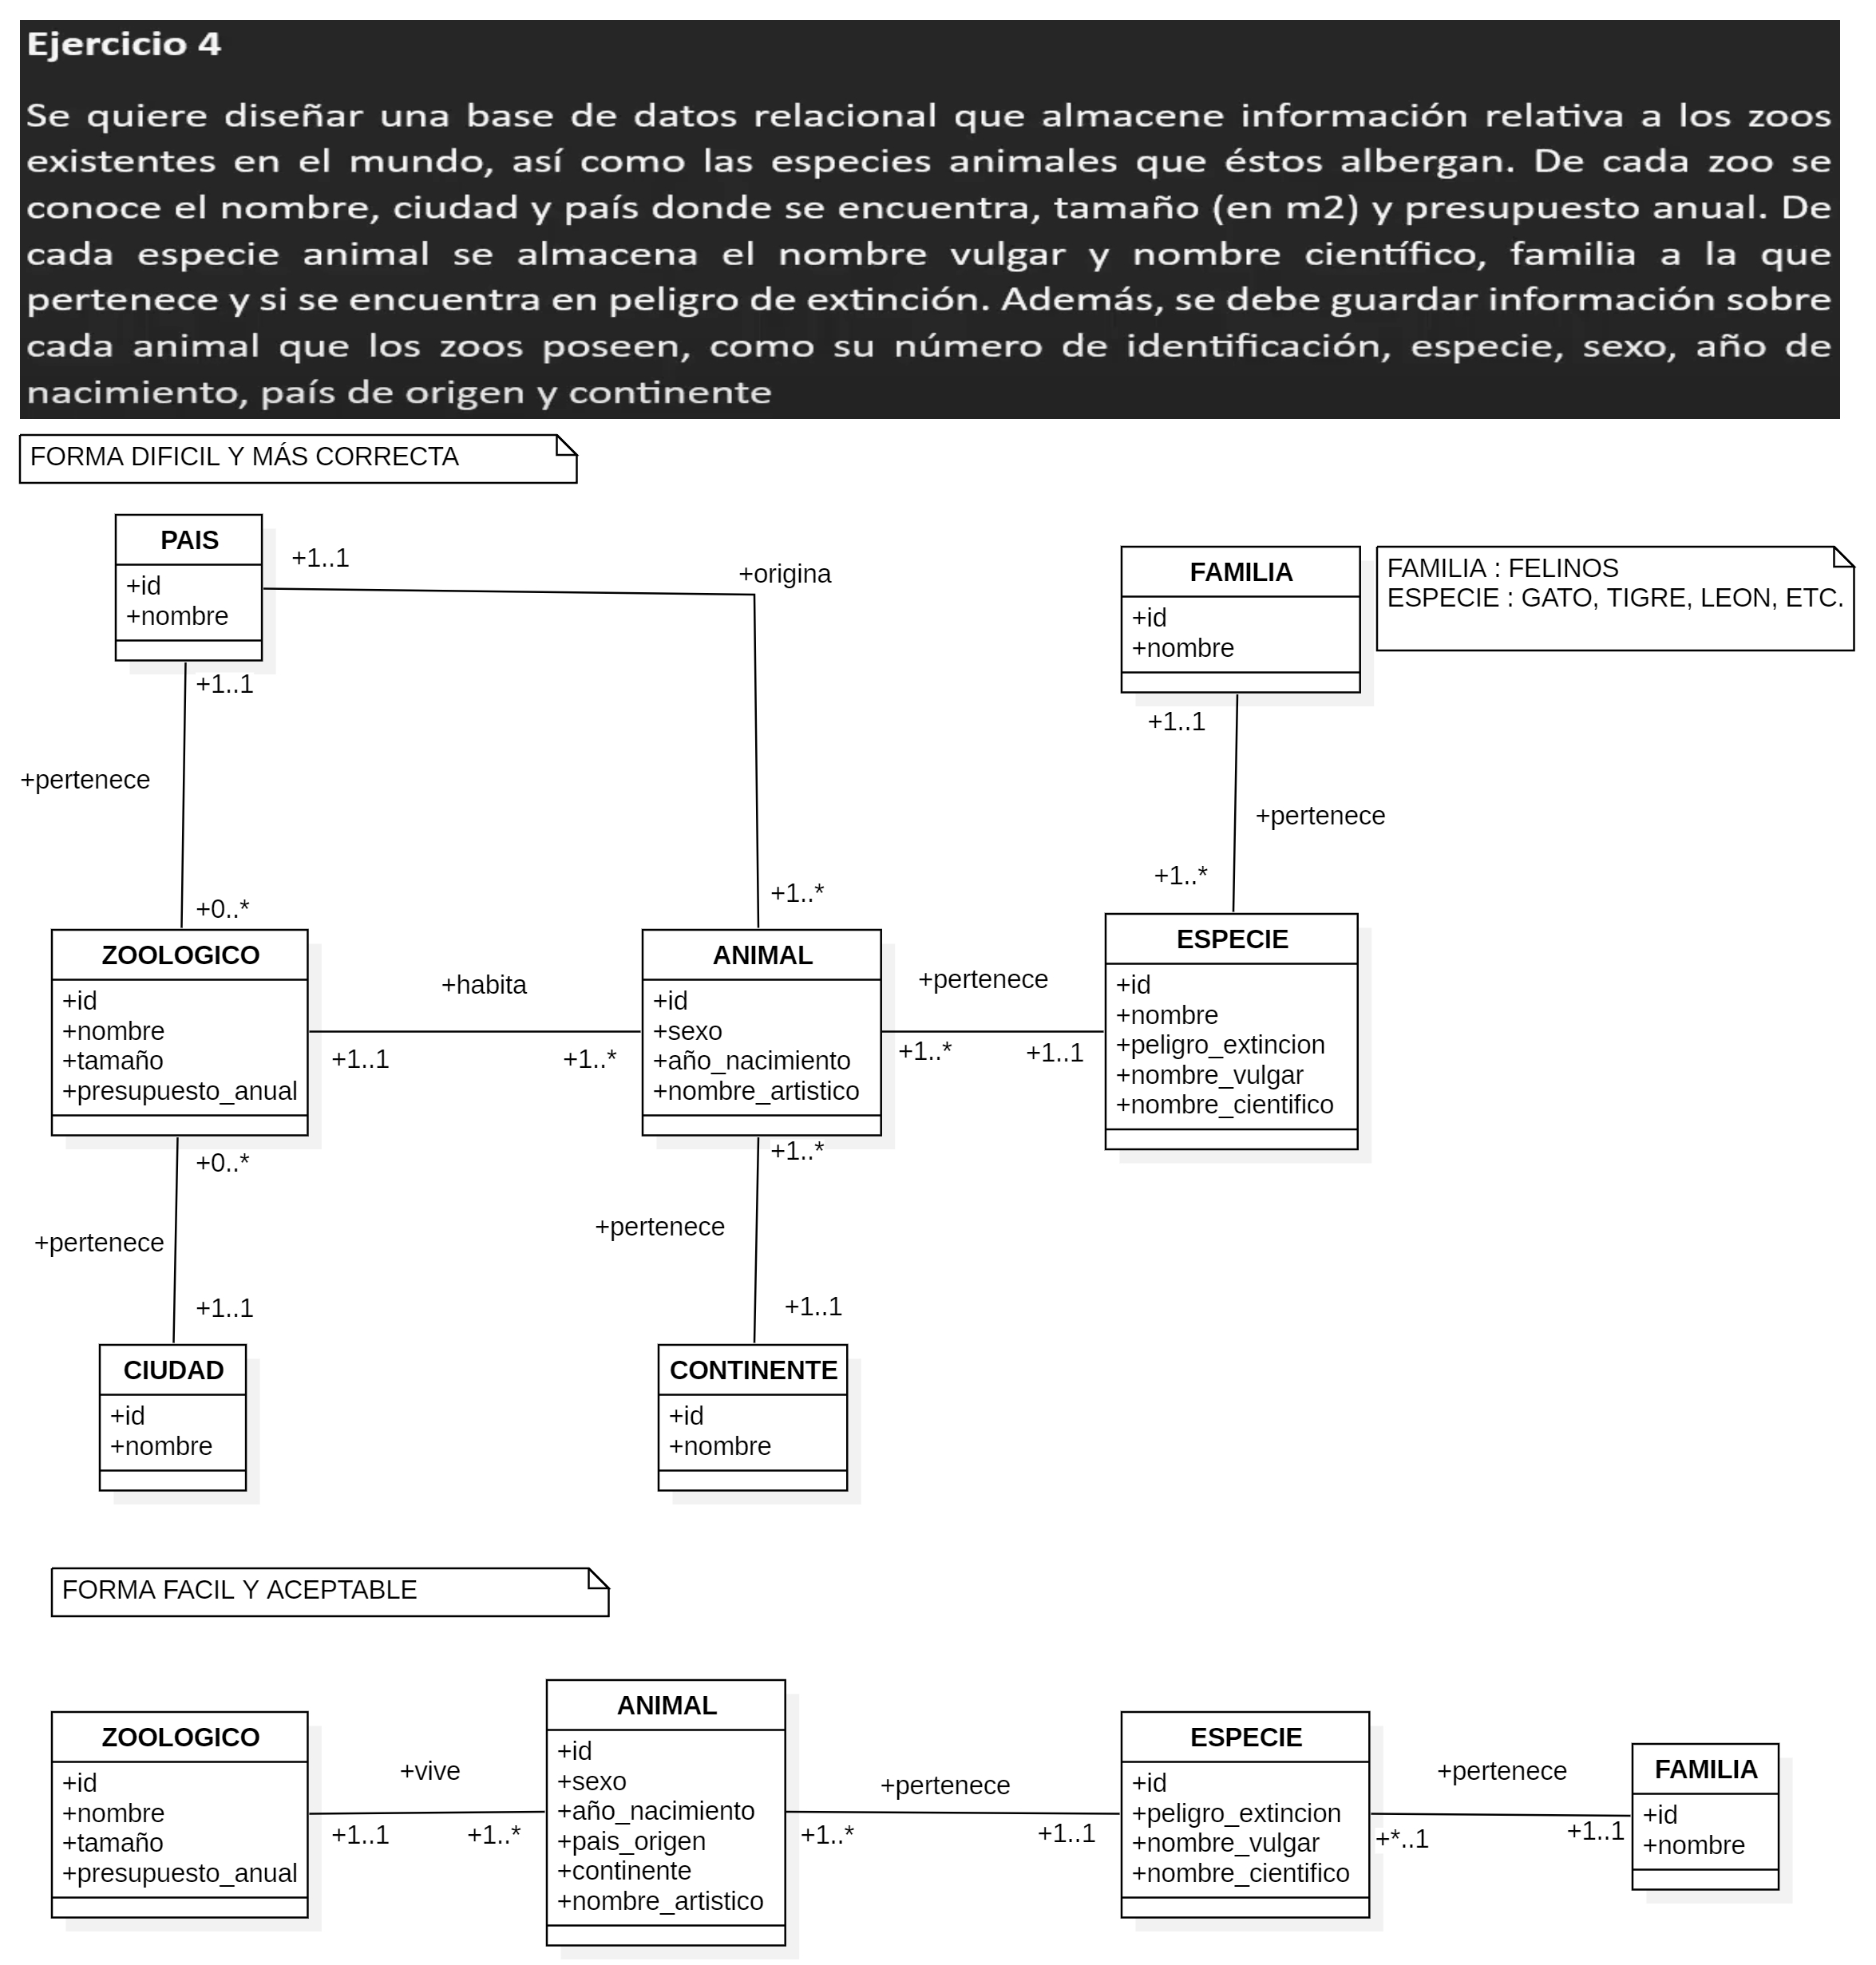 Ejercicio 4
Se quiere diseñar una base de datos relacional que almacene información relativa a los zoos
existentes en el mundo, así como las especies animales que éstos albergan. De cada zoo se
conoce el nombre, ciudad y país donde se encuentra, tamaño (en m2) y presupuesto anual. De
cada especie animal se almacena el nombre vulgar y nombre científico, familia a la que
pertenece y si se encuentra en peligro de extinción. Además, se debe guardar información sobre
cada animal que los zoos poseen, como su número de identificación, especie, sexo, año de
nacimiento, país de origen y continente
FORMA DIFICIL Y MÁS CORRECTA
PAIS
+id
+nombre
+1..1
+origina
FAMILIA
+id
+nombre
FAMILIA : FELINOS
ESPECIE : GATO, TIGRE, LEON, ETC.
+1..1
+pertenece
+0..*
+1..*
+1..1
+pertenece
+1..*
ZOOLOGICO
+id
+nombre
+tamaño
+presupuesto_anual
+habita
+1..1
+1..*
ANIMAL
+id
+sexo
+año_nacimiento
+nombre_artistico
+pertenece
+1..*
+1..1
ESPECIE
+id
+nombre
+peligro_extincion
+nombre_vulgar
+nombre_cientifico
+0..*
+pertenece
+1..1
+1..*
+pertenece
+1..1
CIUDAD
+id
+nombre
CONTINENTE
+id
+nombre
FORMA FACIL Y ACEPTABLE
ZOOLOGICO
+id
+nombre
+tamaño
+presupuesto_anual
+vive
+1..1
+1..*
ANIMAL
+id
+sexo
+año_nacimiento
+pais_origen
+continente
+nombre_artistico
+pertenece
+1..*
+1..1
ESPECIE
+id
+peligro_extincion
+nombre_vulgar
+nombre_cientifico
+pertenece
+*..1
+1..1
FAMILIA
+id
+nombre